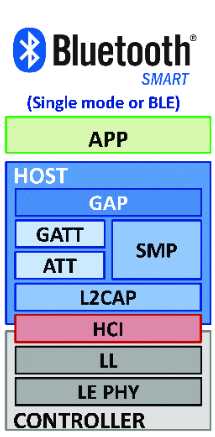 Bluetooth®
SMART
(Single mode or BLE)
APP
HOST
GAP
GATT
SMP
ATT
L2CAP
HCI
LL
LE PHY
CONTROLLER